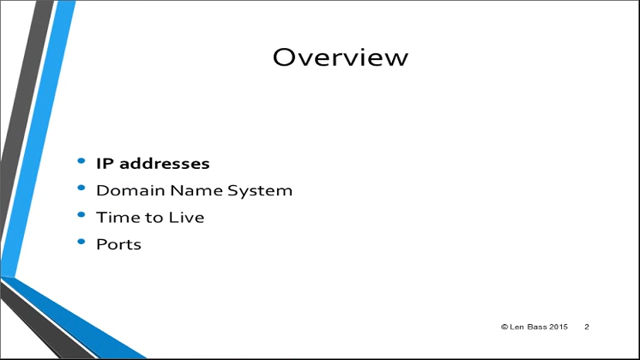 Overview
• IP addresses
• Domain Name System
• Time to Live
• Ports
© Len Bass 2015 2